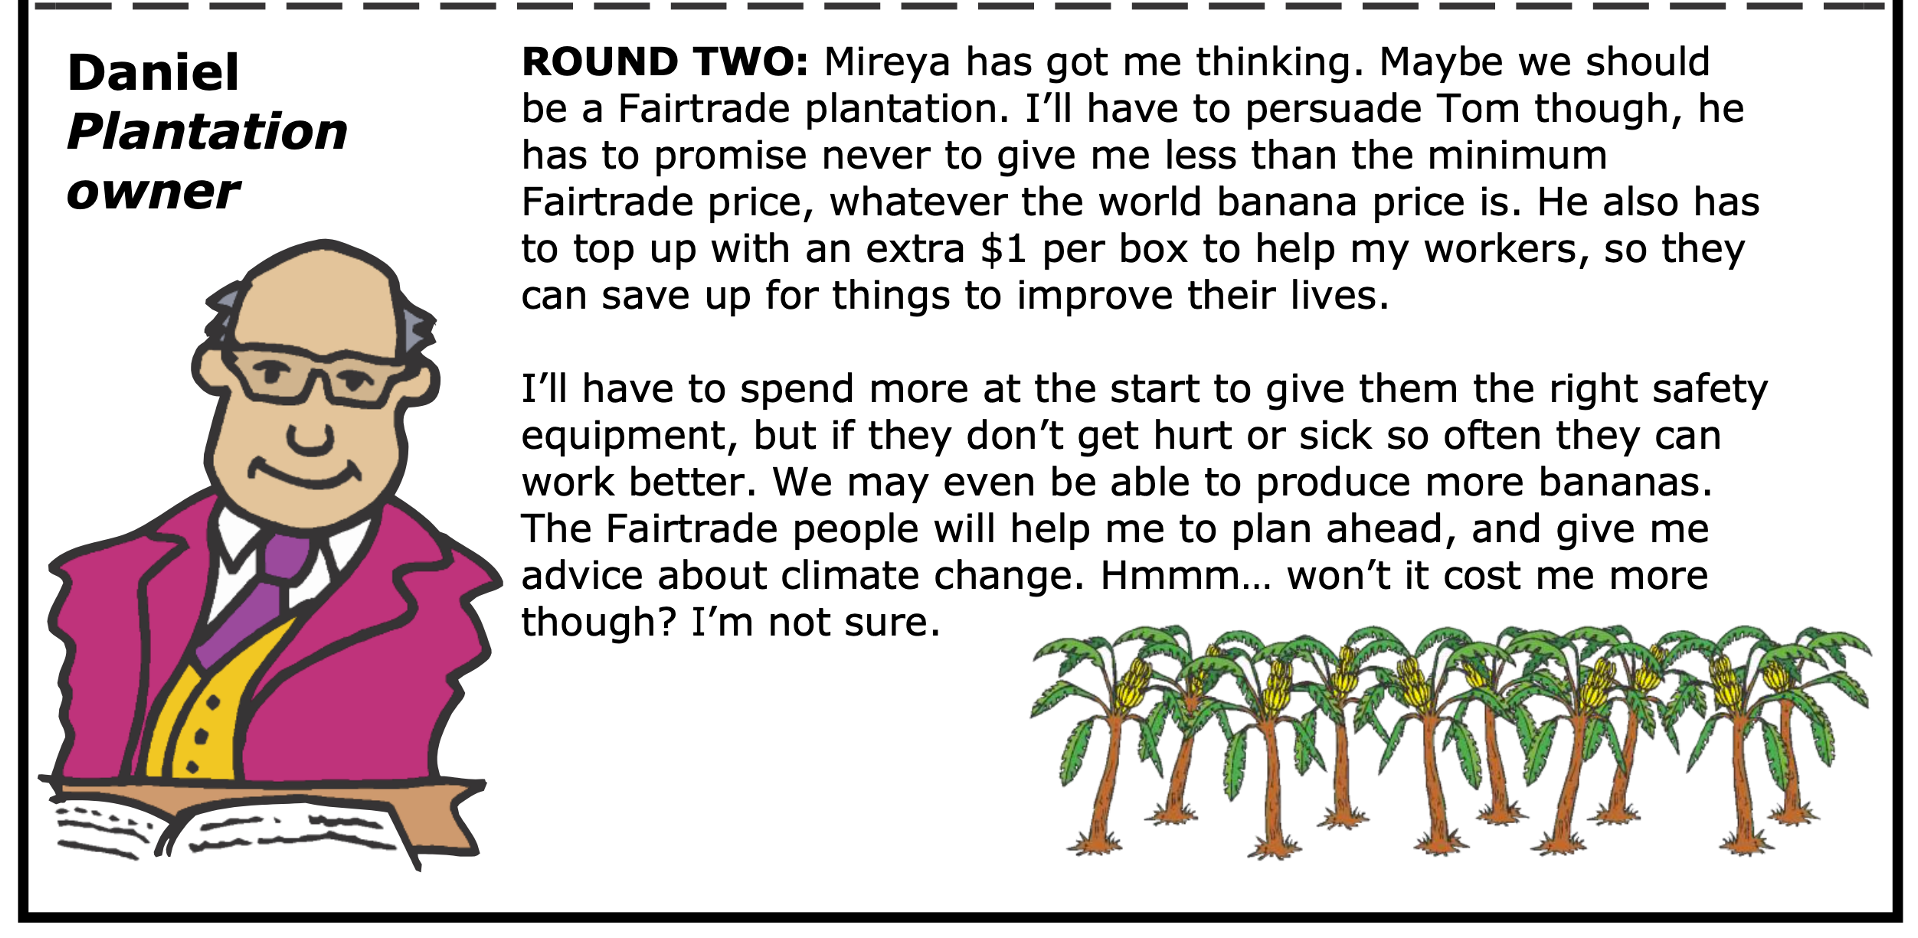 Daniel
Plantation
owner
ROUND TWO: Mireya has got me thinking. Maybe we should
be a Fairtrade plantation. I’ll have to persuade Tom though, he
has to promise never to give me less than the minimum
Fairtrade price, whatever the world banana price is. He also has
to top up with an extra $1 per box to help my workers, so they
can save up for things to improve their lives.
I’ll have to spend more at the start to give them the right safety
equipment, but if they don’t get hurt or sick so often they can
work better. We may even be able to produce more bananas.
The Fairtrade people will help me to plan ahead, and give me
advice about climate change. Hmmm... won’t it cost me more
though? I’m not sure.